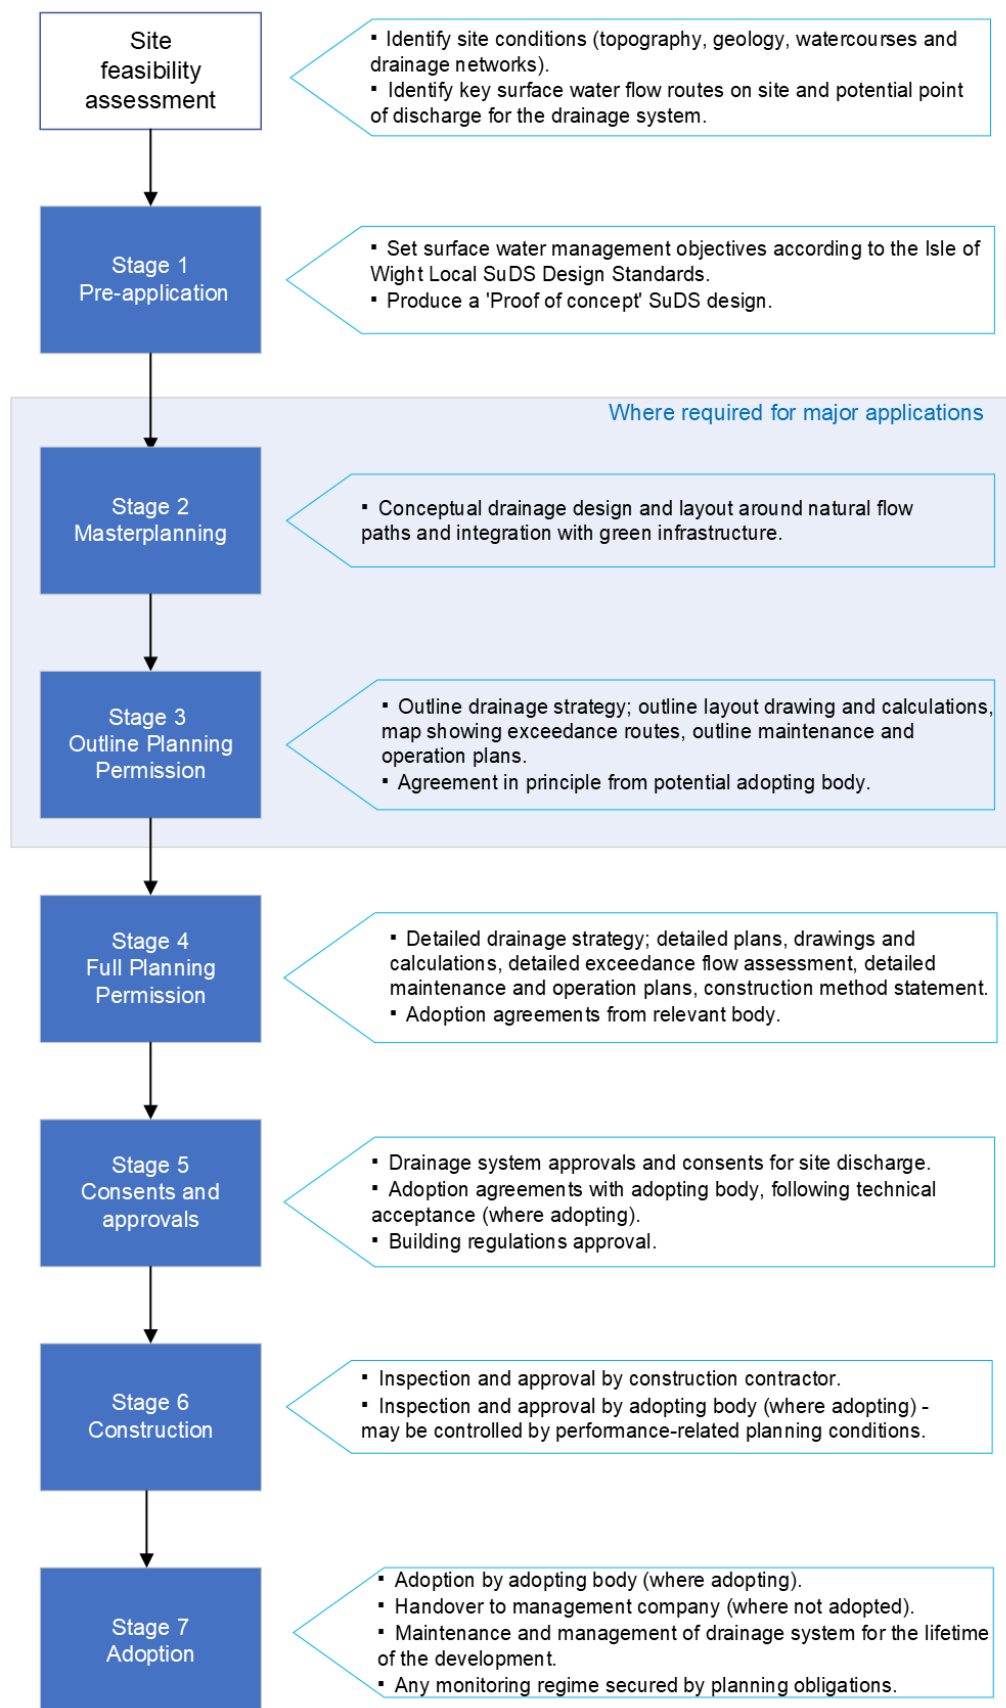 Site
feasibility
assessment
▪ Identify site conditions (topography, geology, watercourses and
drainage networks).
▪ Identify key surface water flow routes on site and potential point
of discharge for the drainage system.
Stage 1
Pre-application
▪ Set surface water management objectives according to the Isle of
Wight Local SuDS Design Standards.
▪ Produce a 'Proof of concept' SuDS design.
Where required for major applications
Stage 2
Masterplanning
▪ Conceptual drainage design and layout around natural flow
paths and integration with green infrastructure.
Stage 3
Outline Planning
Permission
▪ Outline drainage strategy; outline layout drawing and calculations,
map showing exceedance routes, outline maintenance and
operation plans.
▪ Agreement in principle from potential adopting body.
Stage 4
Full Planning
Permission
▪ Detailed drainage strategy; detailed plans, drawings and
calculations, detailed exceedance flow assessment, detailed
maintenance and operation plans, construction method statement.
▪ Adoption agreements from relevant body.
Stage 5
Consents and
approvals
▪ Drainage system approvals and consents for site discharge.
▪ Adoption agreements with adopting body, following technical
acceptance (where adopting).
▪ Building regulations approval.
Stage 6
Construction
▪ Inspection and approval by construction contractor.
▪ Inspection and approval by adopting body (where adopting) -
may be controlled by performance-related planning conditions.
Stage 7
Adoption
▪ Adoption by adopting body (where adopting).
▪ Handover to management company (where not adopted).
▪ Maintenance and management of drainage system for the lifetime
of the development.
▪ Any monitoring regime secured by planning obligations.